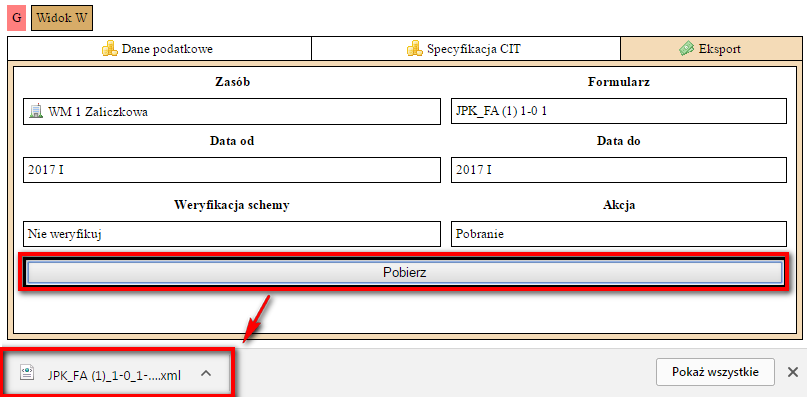 G Widok W
Dane podatkowe Specyfikacja CIT Eksport
Zasób Formularz
WM 1 Zaliczkowa JPK_FA (1) 1-0 1
Data od Data do
2017 I 2017 I
Weryfikacja schemy Akcja
Nie weryfikuj Pobranie
Pobierz
JPK_FA (1)_1-0_1-....xml Pokaż wszystkie